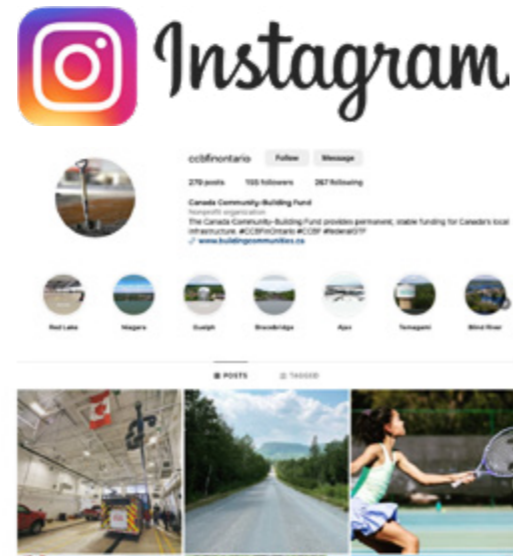 Instagram
ccbfinontario Follow Message
279 posts 155 followers 267 following
Canada Community-Building Fund
Nonprofit organization
The Canada Community-Building Fund provides permanent, stable funding for Canada's local
infrastructure. #CCBFinOntario #CCBF #federalGTF
www.buildingcommunities.ca
Red Lake Niagara Guelph Bracebridge Ajax Temagami Blind River
POSTS TAGGED